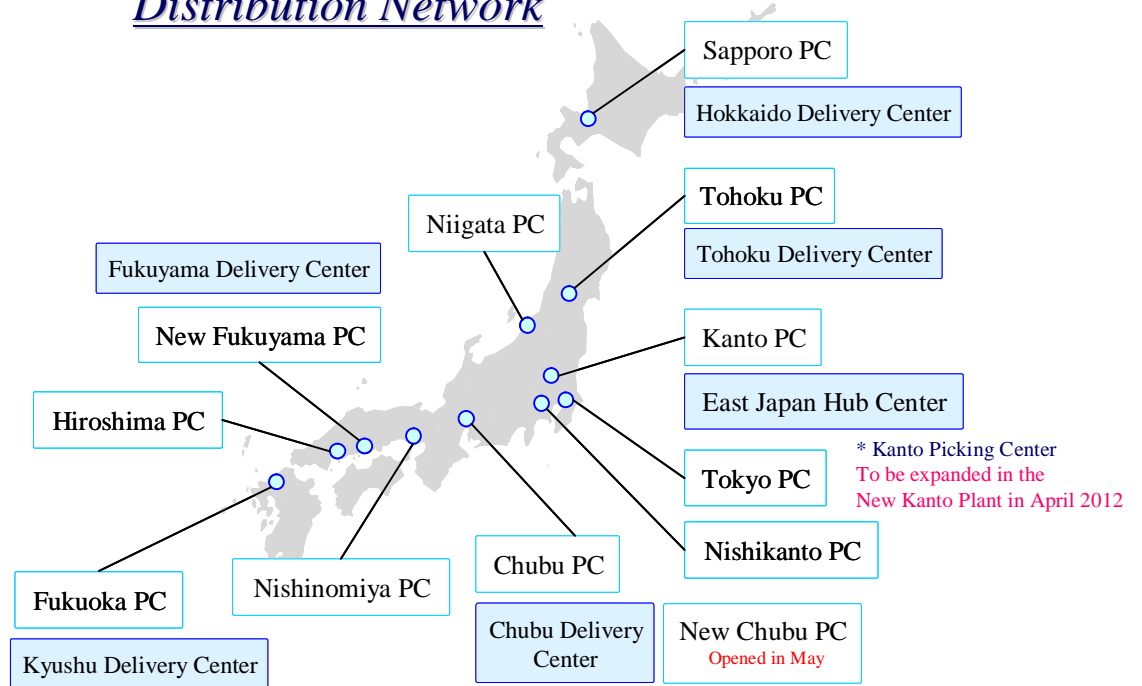 Distribution Network
Sapporo PC
Hokkaido Delivery Center
Tohoku PC
Niigata PC
Tohoku Delivery Center
Fukuyama Delivery Center
New Fukuyama PC
Kanto PC
East Japan Hub Center
Hiroshima PC
* Kanto Picking Center
To be expanded in the
New Kanto Plant in April 2012
Tokyo PC
Nishikanto PC
Chubu PC
Nishinomiya PC
Fukuoka PC
Chubu Delivery
Center
New Chubu PC
Opened in May
Kyushu Delivery Center